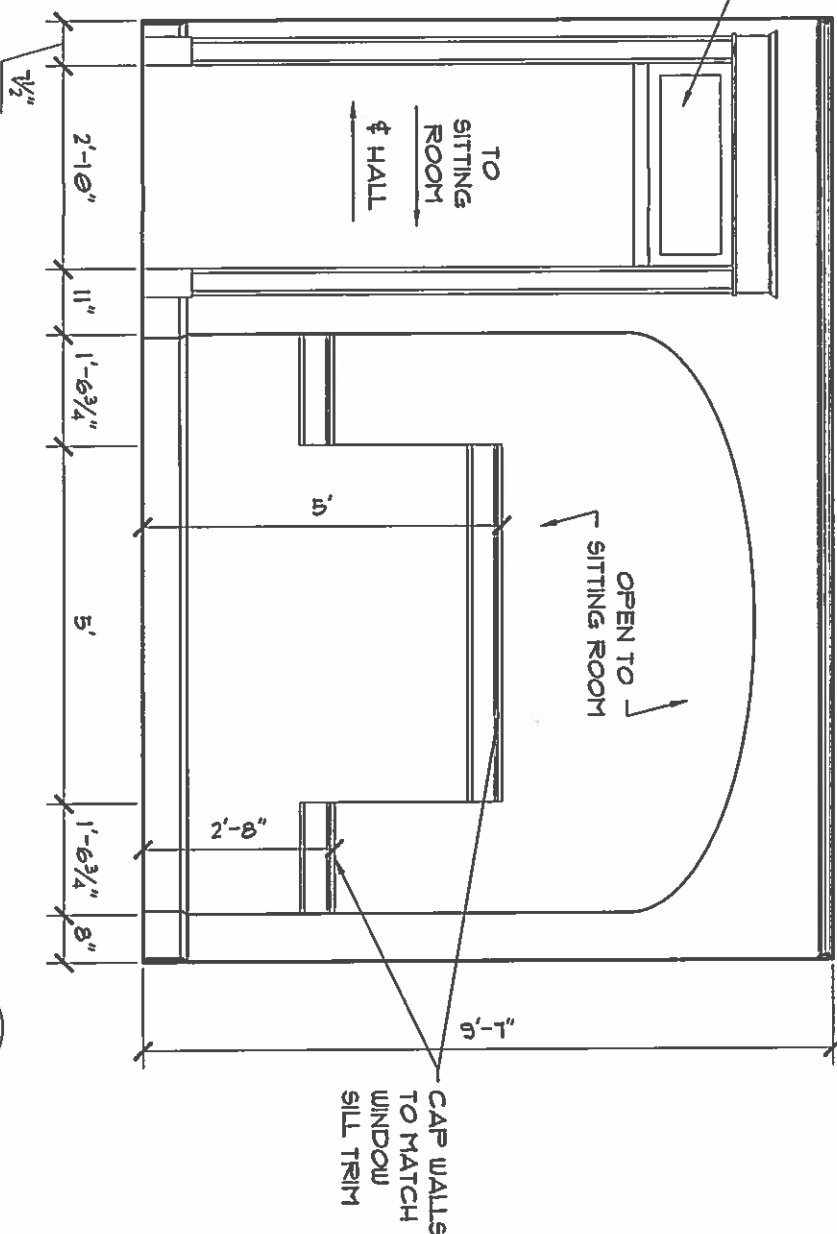 TO
SITTING
ROOM
& HALL
OPEN TO
SITTING ROOM
5'
2'-8"
9'-7"
CAP WALLS
TO MATCH
WINDOW
SILL TRIM
7½"
2'-10"
11"
1'-6¾"
5'
1'-6¾"
8"